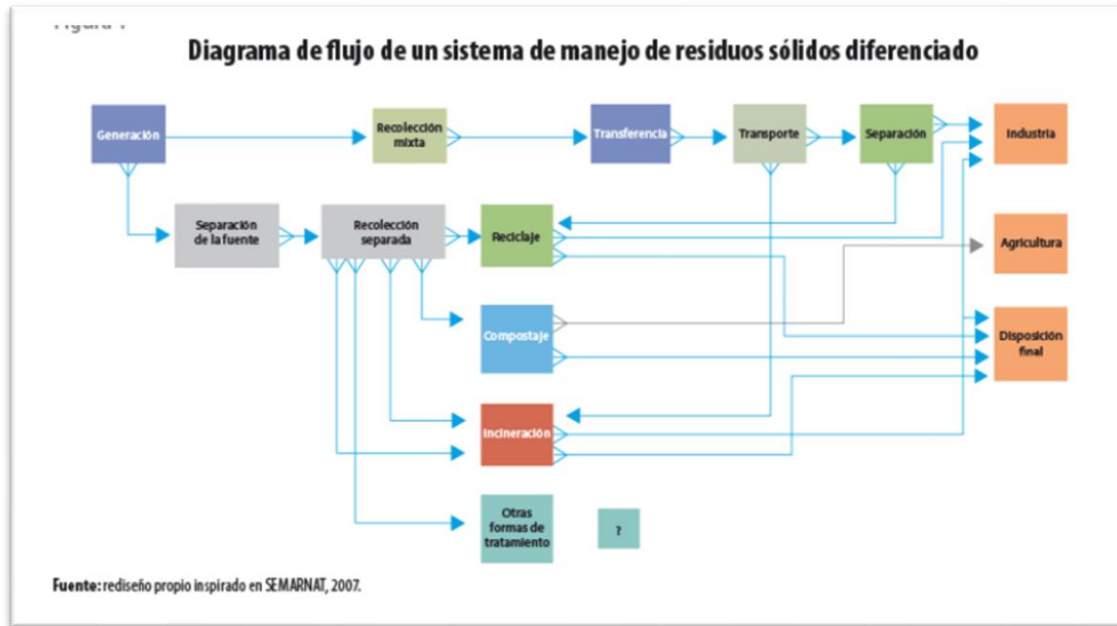 Diagrama de flujo de un sistema de manejo de residuos sólidos diferenciado
Generación
Recolección
mixta
Transferencia
Transporte
Separación
Industria
Separación
de la fuente
Recolección
separada
Reciclaje
Agricultura
Compostaje
Disposición
final
Incineración
Otras
formas de
tratamiento
?
Fuente: rediseño propio inspirado en SEMARNAT, 2007.